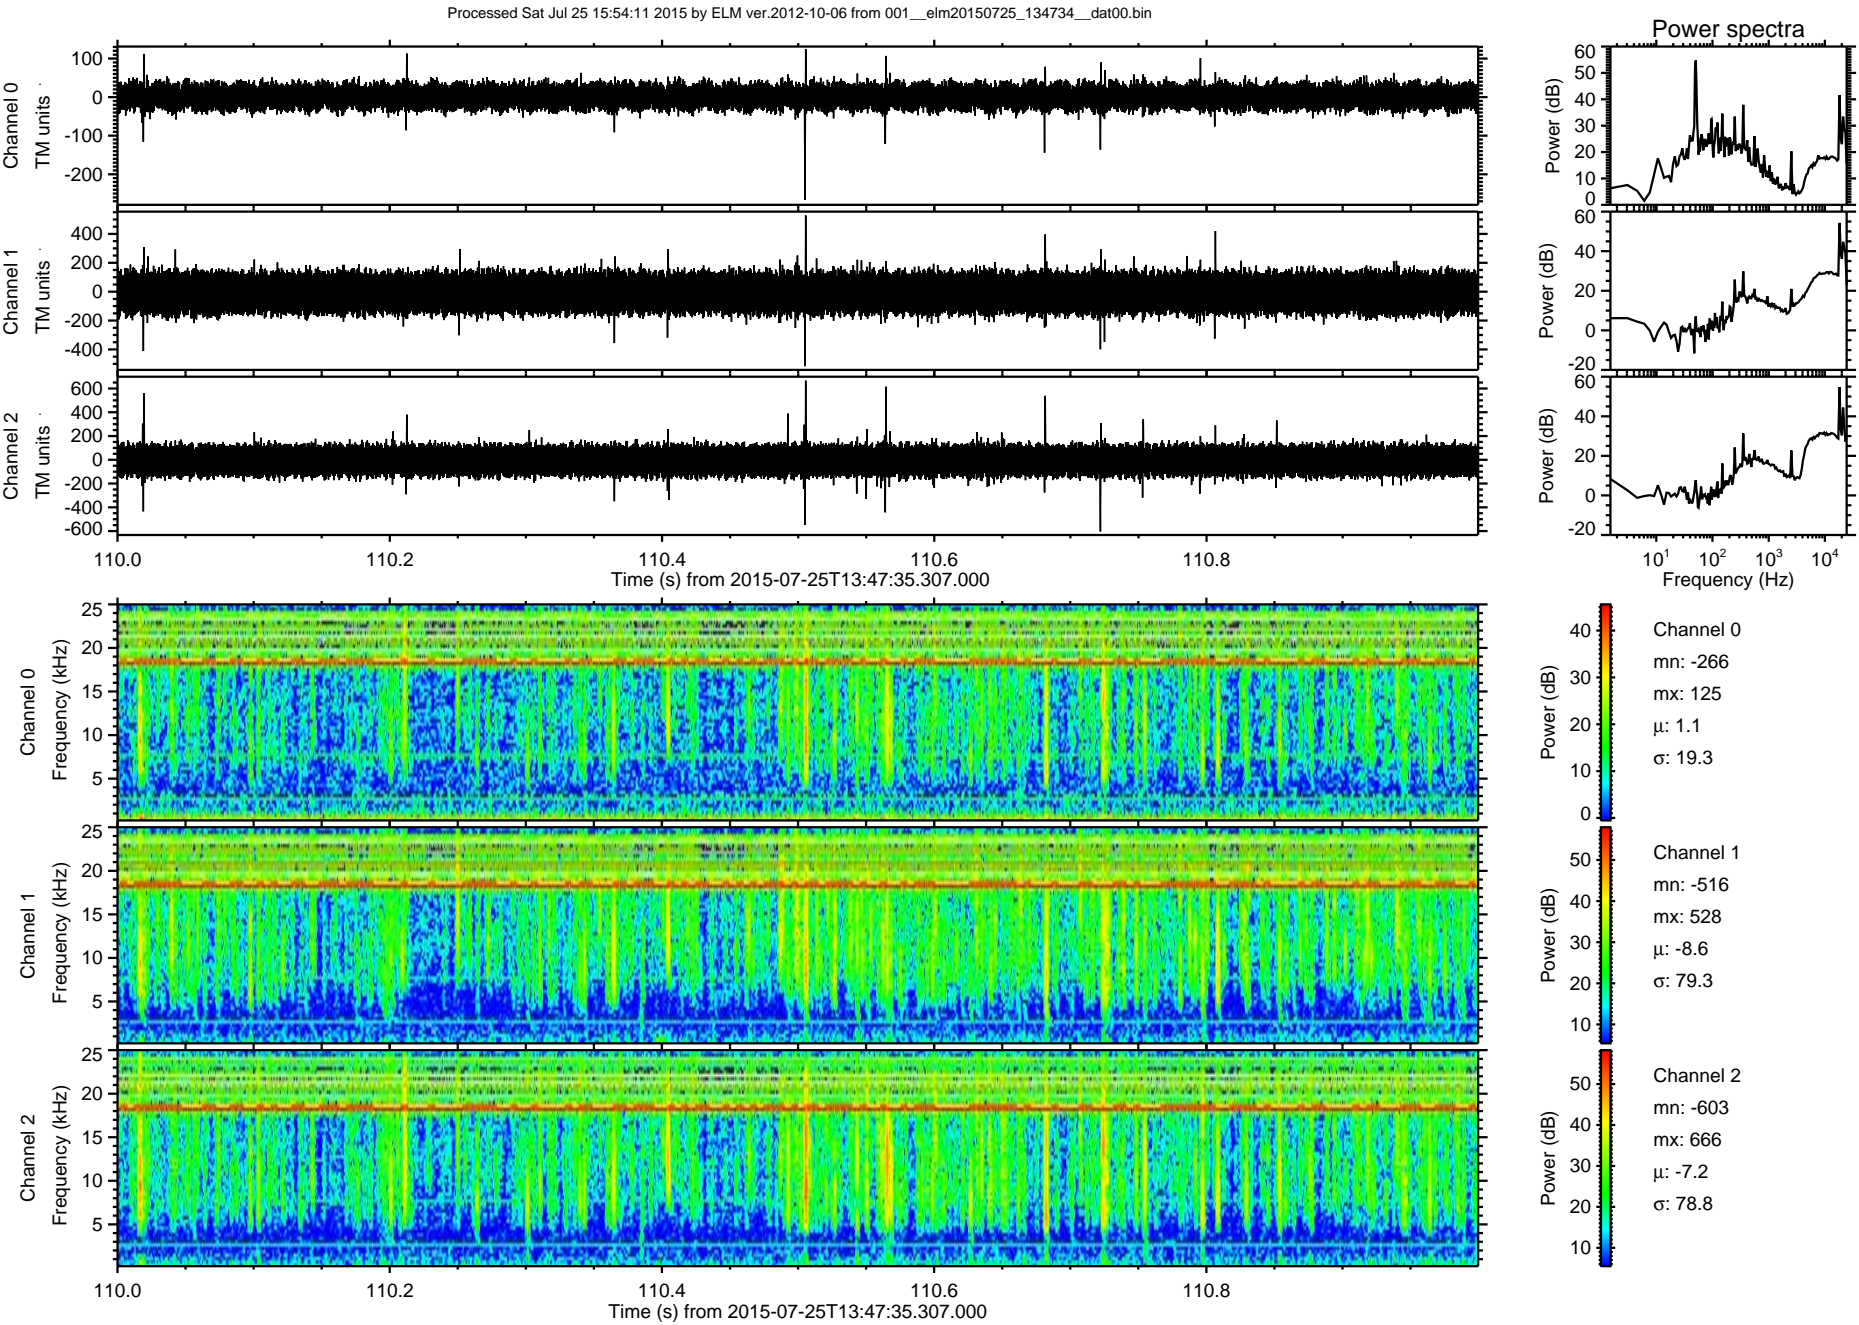 Processed Sat Jul 25 15:54:11 2015 by ELM ver.2012-10-06 from 001__elm20150725_134734__dat00.bin
Power spectra
Channel 0
TM units
100
0
-100
-200
Power (dB)
60
50
40
30
20
10
0
Channel 1
TM units
400
200
0
-200
-400
Power (dB)
60
40
20
0
-20
Channel 2
TM units
600
400
200
0
-200
-400
-600
Power (dB)
60
40
20
0
-20
110.0 110.2 110.4 110.6 110.8
Time (s) from 2015-07-25T13:47:35.307.000
10^1 10^2 10^3 10^4
Frequency (Hz)
Channel 0
Frequency (kHz)
25
20
15
10
5
Power (dB)
40
30
20
10
0
Channel 0
mn: -266
mx: 125
μ: 1.1
σ: 19.3
Channel 1
Frequency (kHz)
25
20
15
10
5
Power (dB)
50
40
30
20
10
Channel 1
mn: -516
mx: 528
μ: -8.6
σ: 79.3
Channel 2
Frequency (kHz)
25
20
15
10
5
Power (dB)
50
40
30
20
10
Channel 2
mn: -603
mx: 666
μ: -7.2
σ: 78.8
110.0 110.2 110.4 110.6 110.8
Time (s) from 2015-07-25T13:47:35.307.000